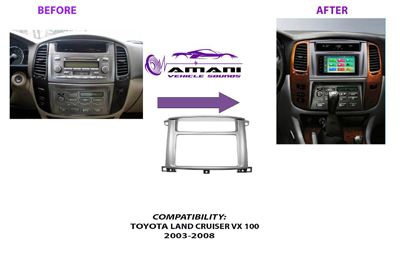 BEFORE
AFTER
AMANI
VEHICLE SOUNDS
COMPATIBILITY:
TOYOTA LAND CRUISER VX 100
2003-2008